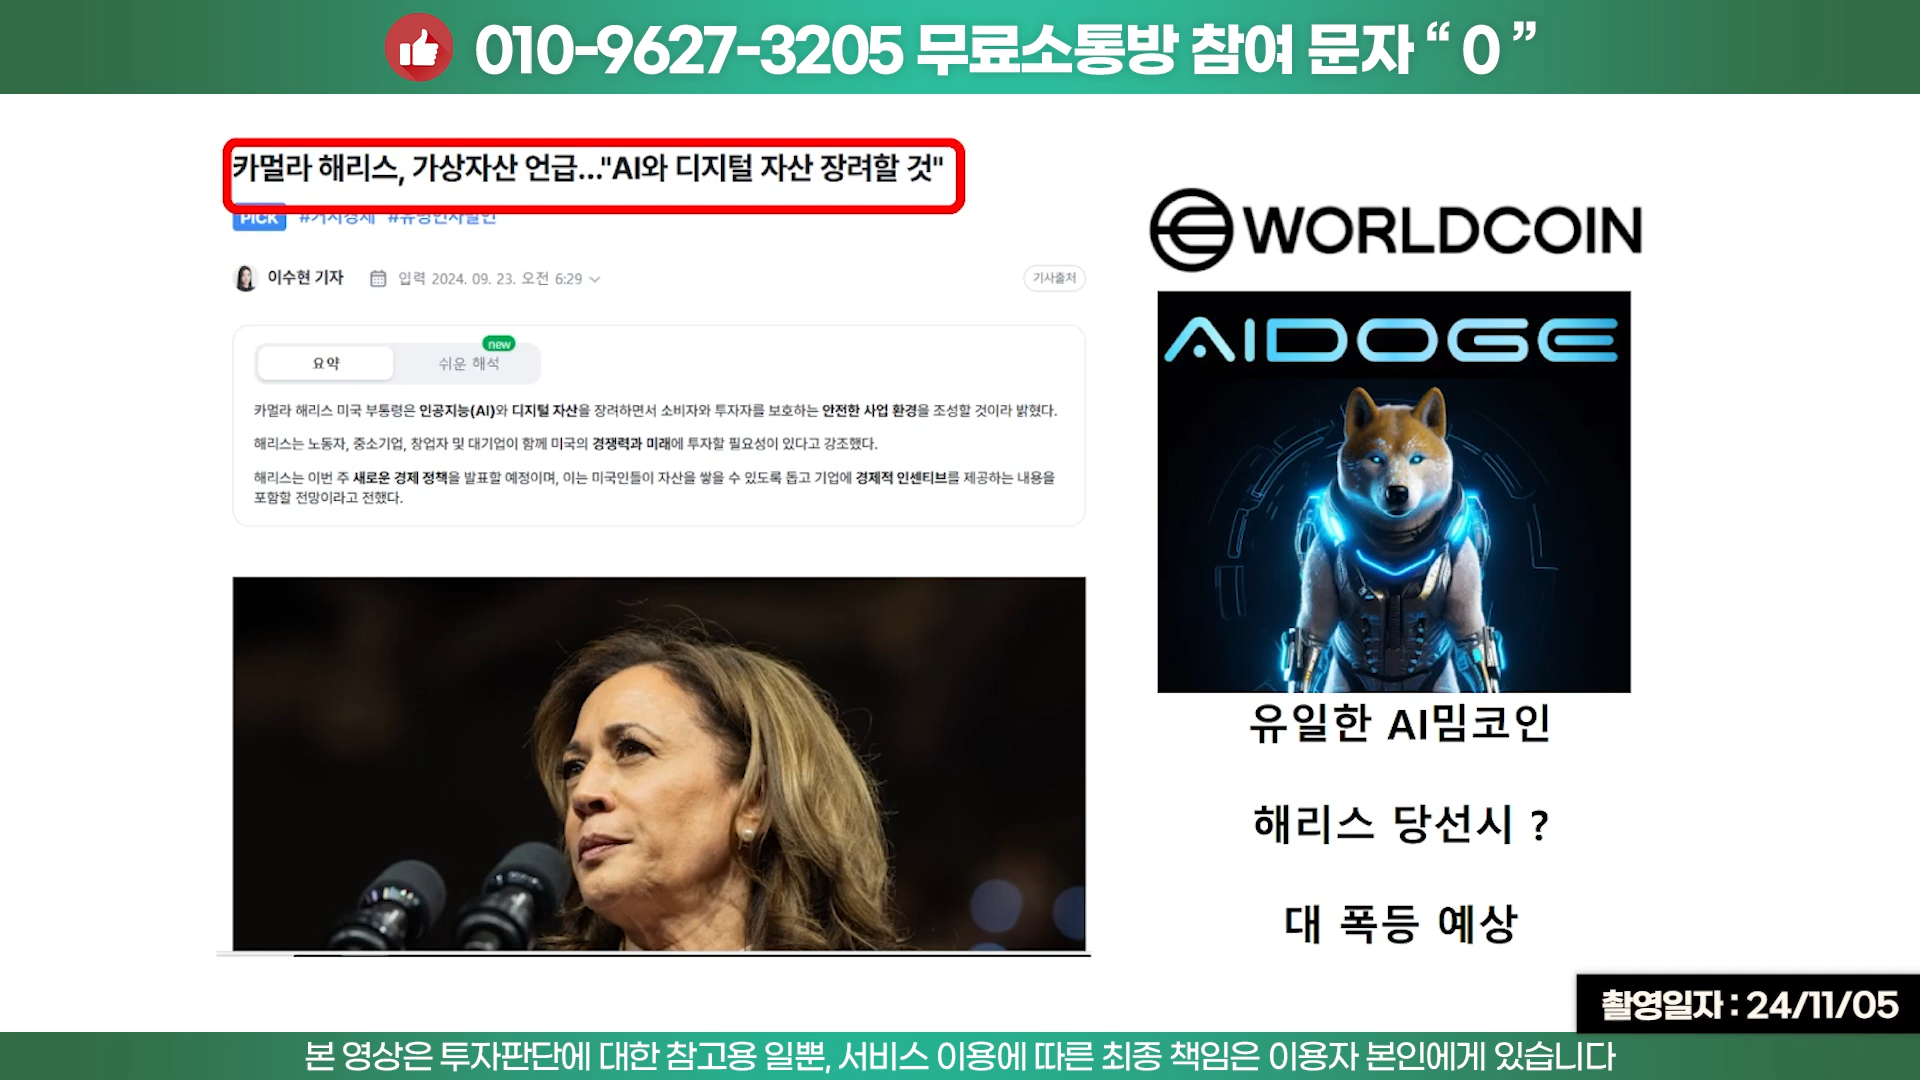 010-9627-3205 무료소통방 참여 문자 “ 0 ”
카멀라 해리스, 가상자산 언급..."AI와 디지털 자산 장려할 것"
PICK #거시경제 #유명인사발언
이수현 기자 입력 2024. 09. 23. 오전 6:29
기사출처
new
요약 쉬운 해석
카멀라 해리스 미국 부통령은 인공지능(AI)와 디지털 자산을 장려하면서 소비자와 투자자를 보호하는 안전한 사업 환경을 조성할 것이라 밝혔다.
해리스는 노동자, 중소기업, 창업자 및 대기업이 함께 미국의 경쟁력과 미래에 투자할 필요성이 있다고 강조했다.
해리스는 이번 주 새로운 경제 정책을 발표할 예정이며, 이는 미국인들이 자산을 쌓을 수 있도록 돕고 기업에 경제적 인센티브를 제공하는 내용을
포함할 전망이라고 전했다.
WORLDCOIN
AIDOGE
유일한 AI밈코인
해리스 당선시 ?
대 폭등 예상
촬영일자 : 24/11/05
본 영상은 투자판단에 대한 참고용 일뿐, 서비스 이용에 따른 최종 책임은 이용자 본인에게 있습니다